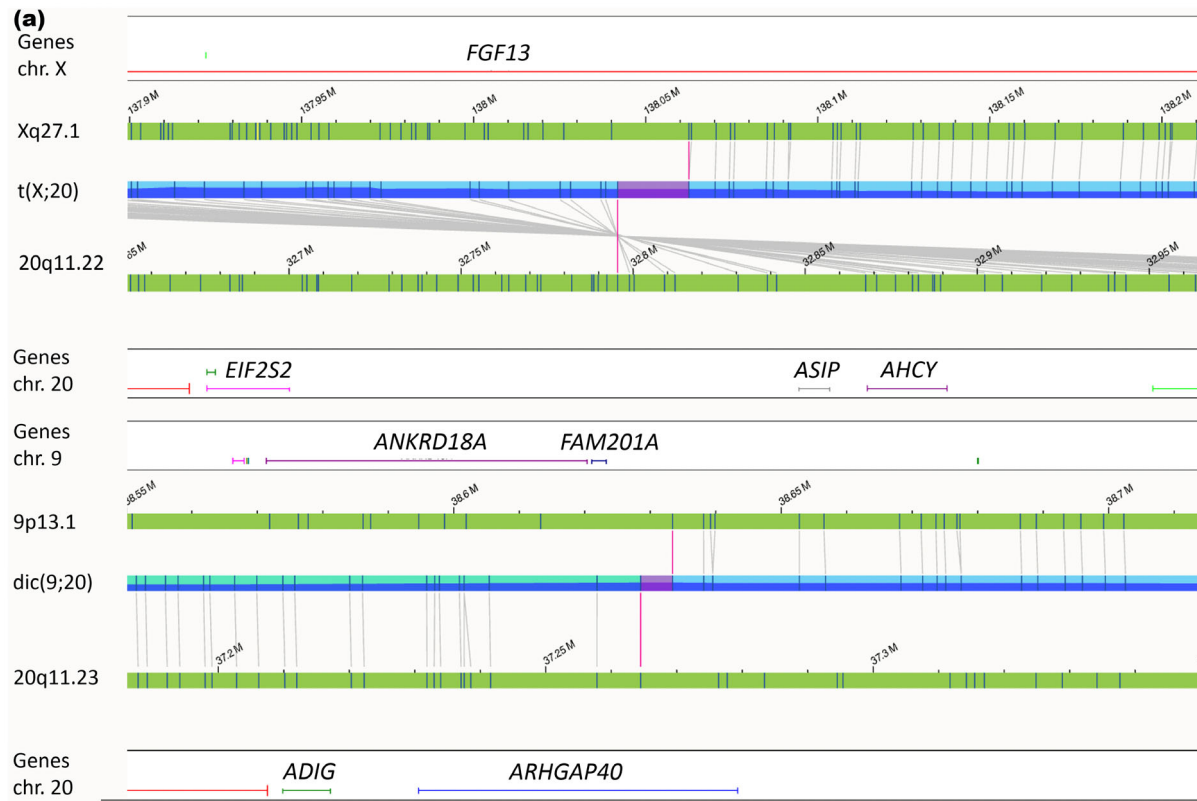 (a)
Genes
chr. X
FGF13
137.9 M
137.95 M
138 M
138.05 M
138.1 M
138.15 M
138.2 M
Xq27.1
t(X;20)
20q11.22
65 M
32.7 M
32.75 M
32.8 M
32.85 M
32.9 M
32.95 M
Genes
chr. 20
EIF2S2
ASIP
AHCY
Genes
chr. 9
ANKRD18A
FAM201A
38.55 M
38.6 M
38.65 M
38.7 M
9p13.1
dic(9;20)
37.2 M
37.25 M
37.3 M
20q11.23
Genes
chr. 20
ADIG
ARHGAP40